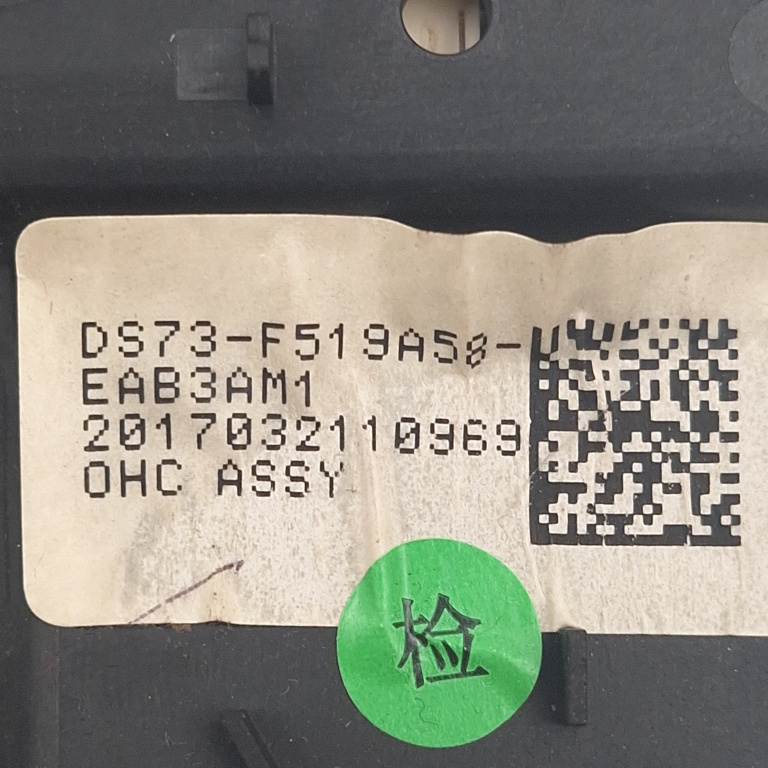 DS73-F519A58-
EAB3AM1
2017032110969
OHC ASSY
检